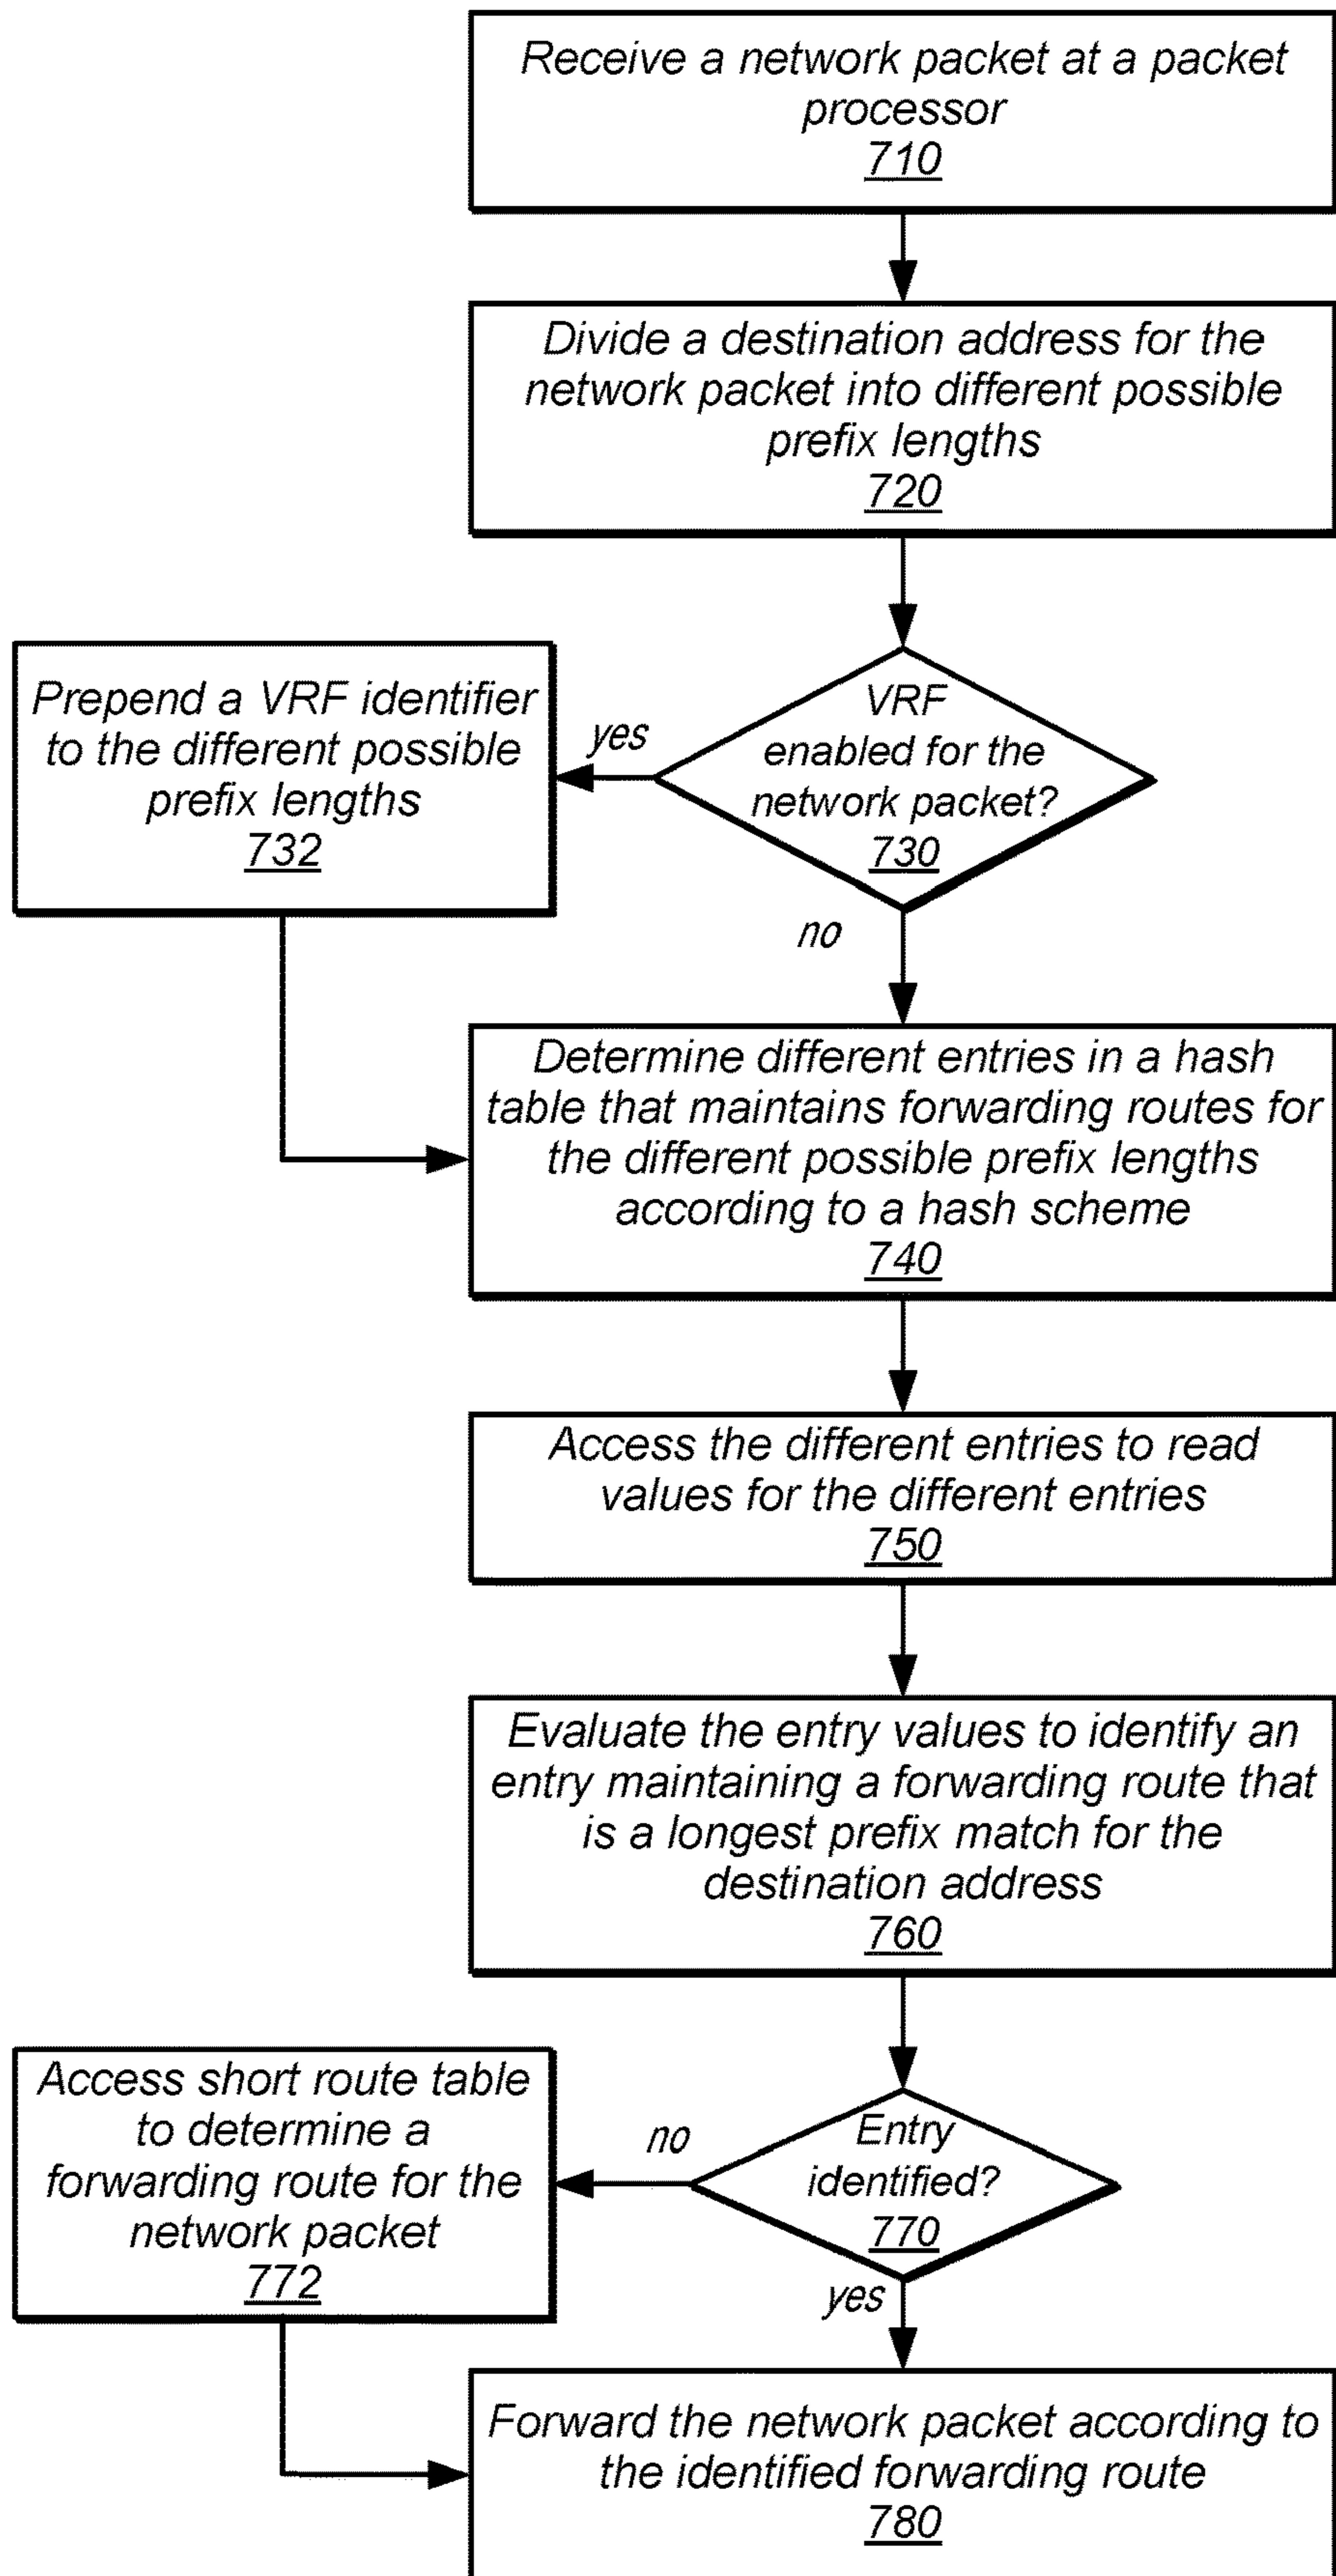 Receive a network packet at a packet
processor
710
Divide a destination address for the
network packet into different possible
prefix lengths
720
VRF
enabled for the
network packet?
730
yes
Prepend a VRF identifier
to the different possible
prefix lengths
732
no
Determine different entries in a hash
table that maintains forwarding routes for
the different possible prefix lengths
according to a hash scheme
740
Access the different entries to read
values for the different entries
750
Evaluate the entry values to identify an
entry maintaining a forwarding route that
is a longest prefix match for the
destination address
760
Entry
identified?
770
no
Access short route table
to determine a
forwarding route for the
network packet
772
yes
Forward the network packet according to
the identified forwarding route
780